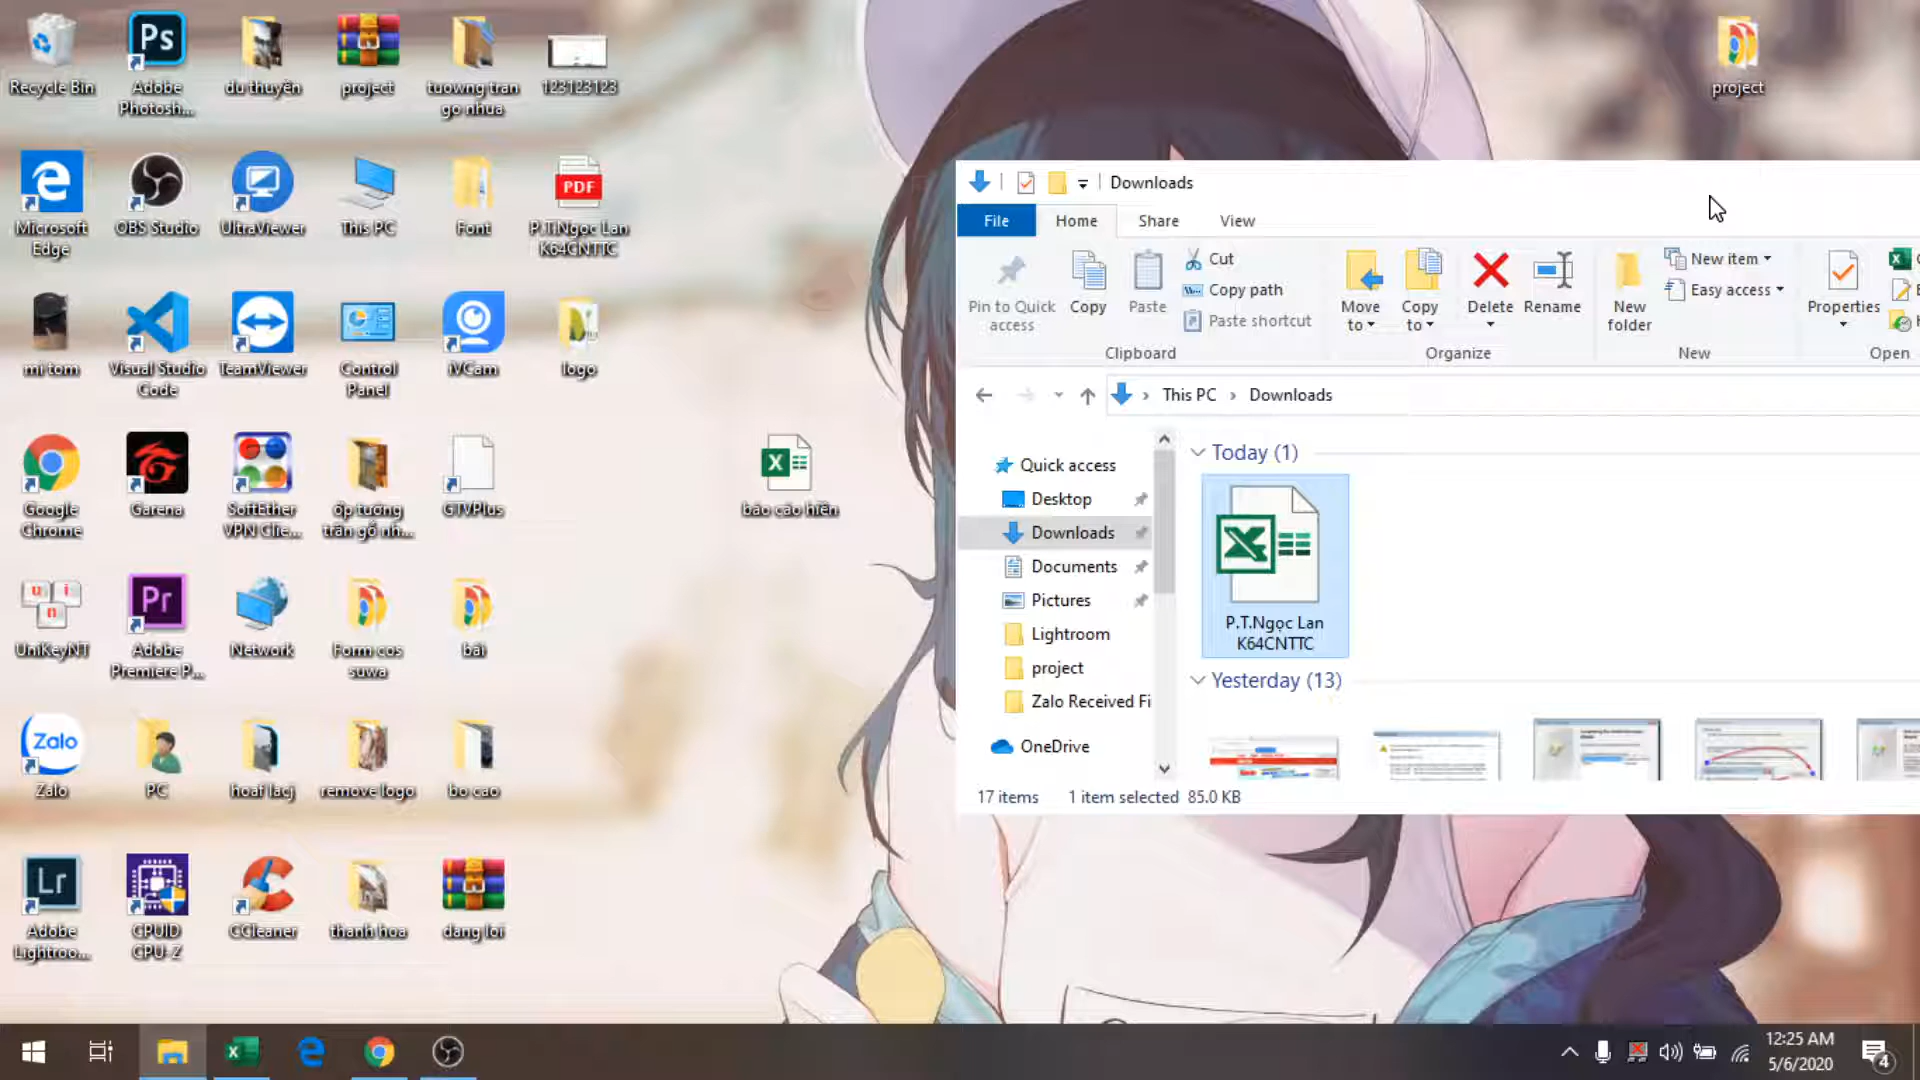 Recycle Bin
Adobe
Photosh...
du thuyền
project
tuowng tran
go nhua
123123123
project
Microsoft
Edge
OBS Studio
UltraViewer
This PC
Font
PDF
P.T.Ngọc Lan
K64CNTTC
mi tom
Visual Studio
Code
TeamViewer
Control
Panel
iVCam
logo
Google
Chrome
Garena
SoftEther
VPN Clie...
ốp tường
trần gỗ nh...
GTVPlus
báo cáo hiền
UniKeyNT
Adobe
Premiere P...
Network
Form cos
suwa
bài
Zalo
Zalo
PC
hoaf lacj
remove logo
bo cao
Adobe
Lightroo...
CPUID
CPU-Z
CCleaner
thanh hoa
dang loi
Downloads
File
Home
Share
View
Pin to Quick
access
Copy
Paste
Cut
Copy path
Paste shortcut
Clipboard
Move
to
Copy
to
Delete
Rename
Organize
New
folder
New item
Easy access
New
Properties
Open
This PC
Downloads
Quick access
Desktop
Downloads
Documents
Pictures
Lightroom
project
Zalo Received Fi
OneDrive
Today (1)
P.T.Ngọc Lan
K64CNTTC
Yesterday (13)
17 items
1 item selected
85.0 KB
12:25 AM
5/6/2020
4